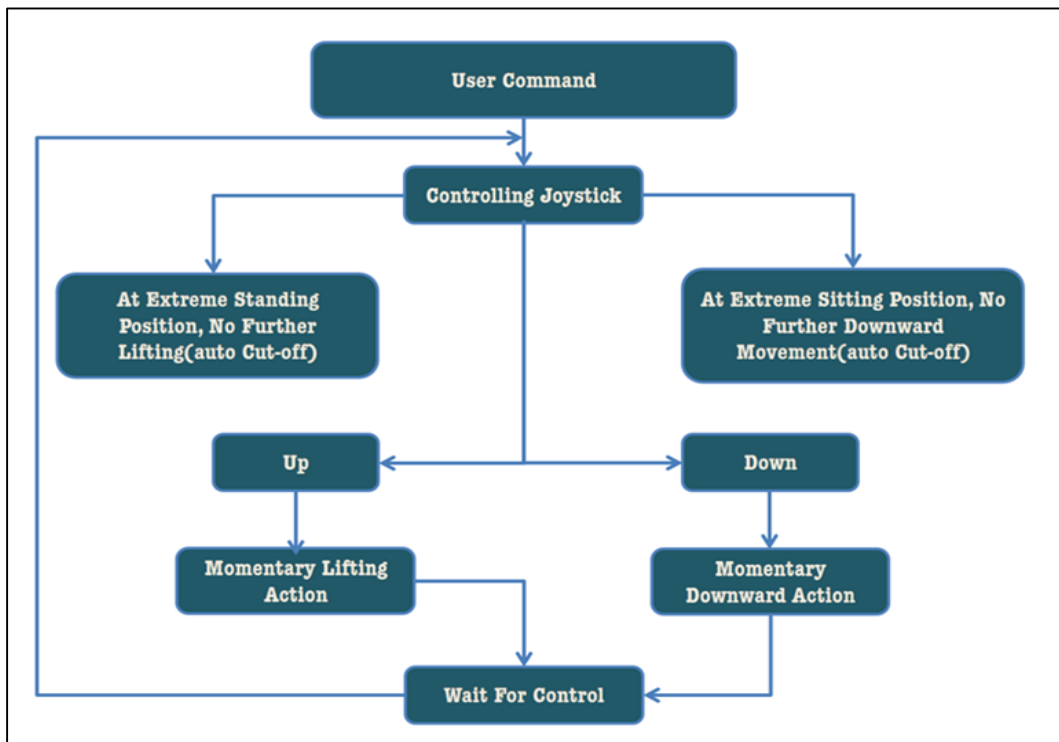 User Command
Controlling Joystick
At Extreme Standing
Position, No Further
Lifting(auto Cut-off)
At Extreme Sitting Position, No
Further Downward
Movement(auto Cut-off)
Up
Down
Momentary Lifting
Action
Momentary
Downward Action
Wait For Control